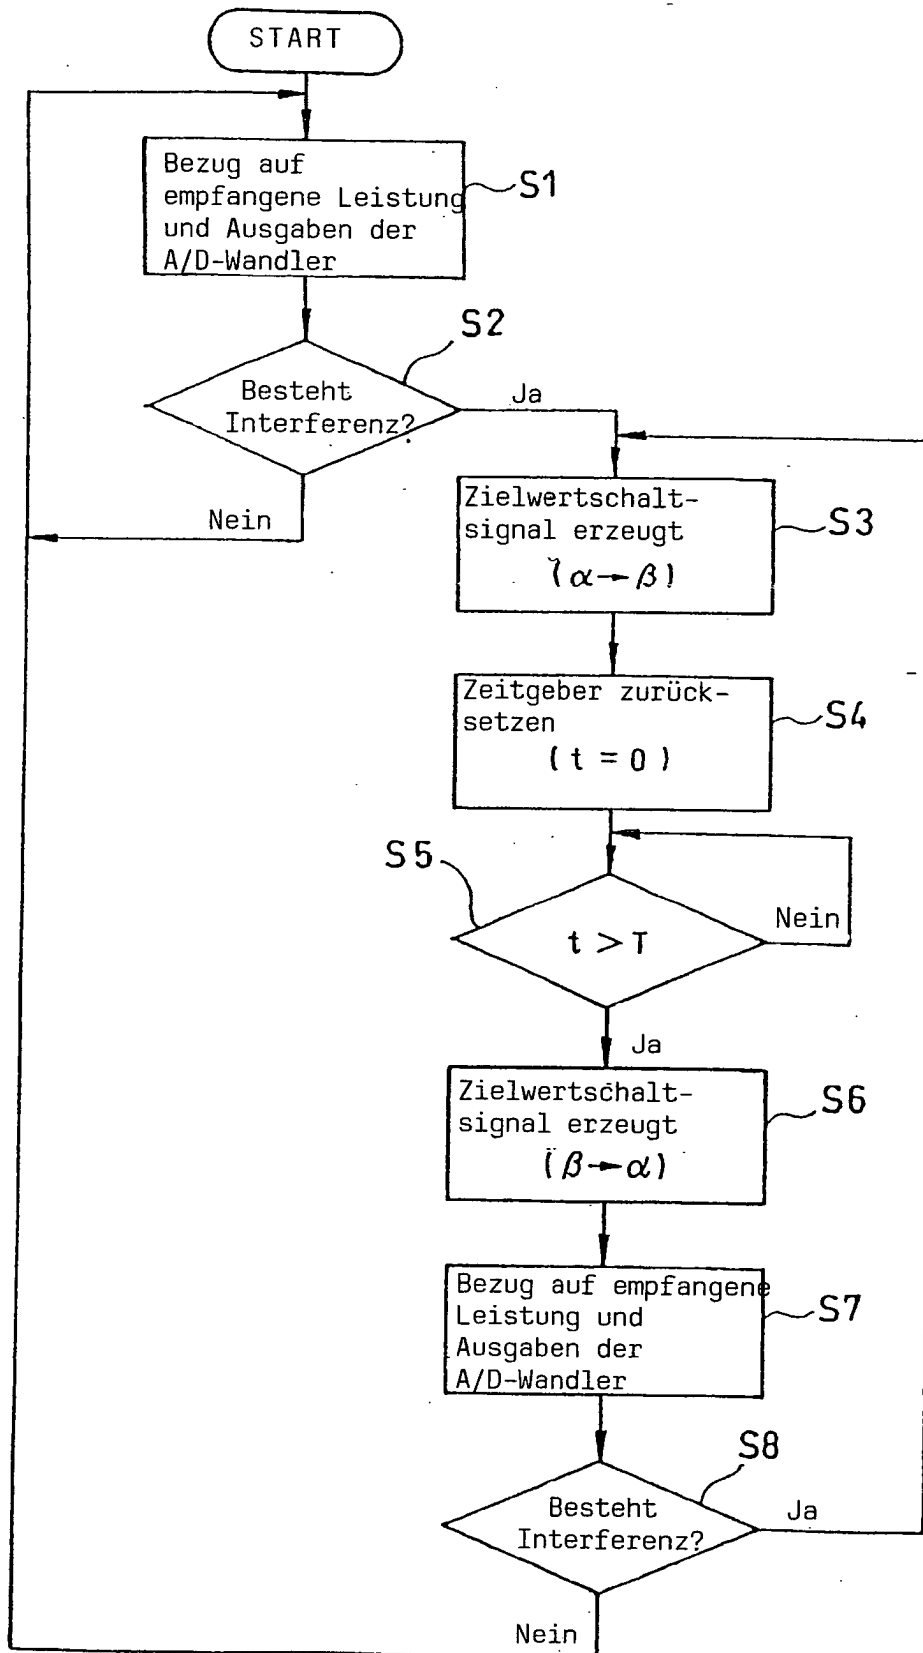 START
Bezug auf
empfangene Leistung
und Ausgaben der
A/D-Wandler
S1
S2
Besteht
Interferenz?
Ja
Nein
Zielwertschalt-
signal erzeugt
(α→β)
S3
Zeitgeber zurück-
setzen
(t = 0)
S4
S5
t > T
Nein
Ja
Zielwertschalt-
signal erzeugt
(β→α)
S6
Bezug auf empfangene
Leistung und
Ausgaben der
A/D-Wandler
S7
S8
Besteht
Interferenz?
Ja
Nein